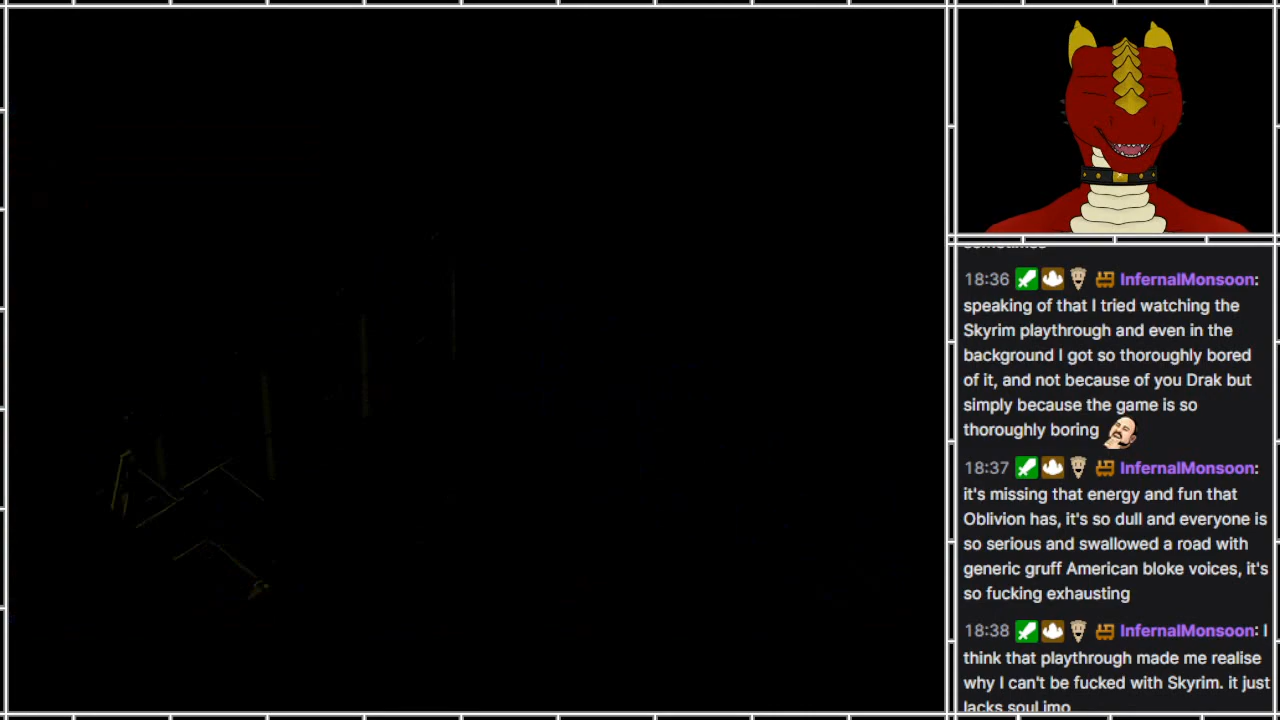 sometimes
18:36 InfernalMonsoon:
speaking of that I tried watching the
Skyrim playthrough and even in the
background I got so thoroughly bored
of it, and not because of you Drak but
simply because the game is so
thoroughly boring
18:37 InfernalMonsoon:
it's missing that energy and fun that
Oblivion has, it's so dull and everyone is
so serious and swallowed a road with
generic gruff American bloke voices, it's
so fucking exhausting
18:38 InfernalMonsoon: I
think that playthrough made me realise
why I can't be fucked with Skyrim. it just
lacks soul imo